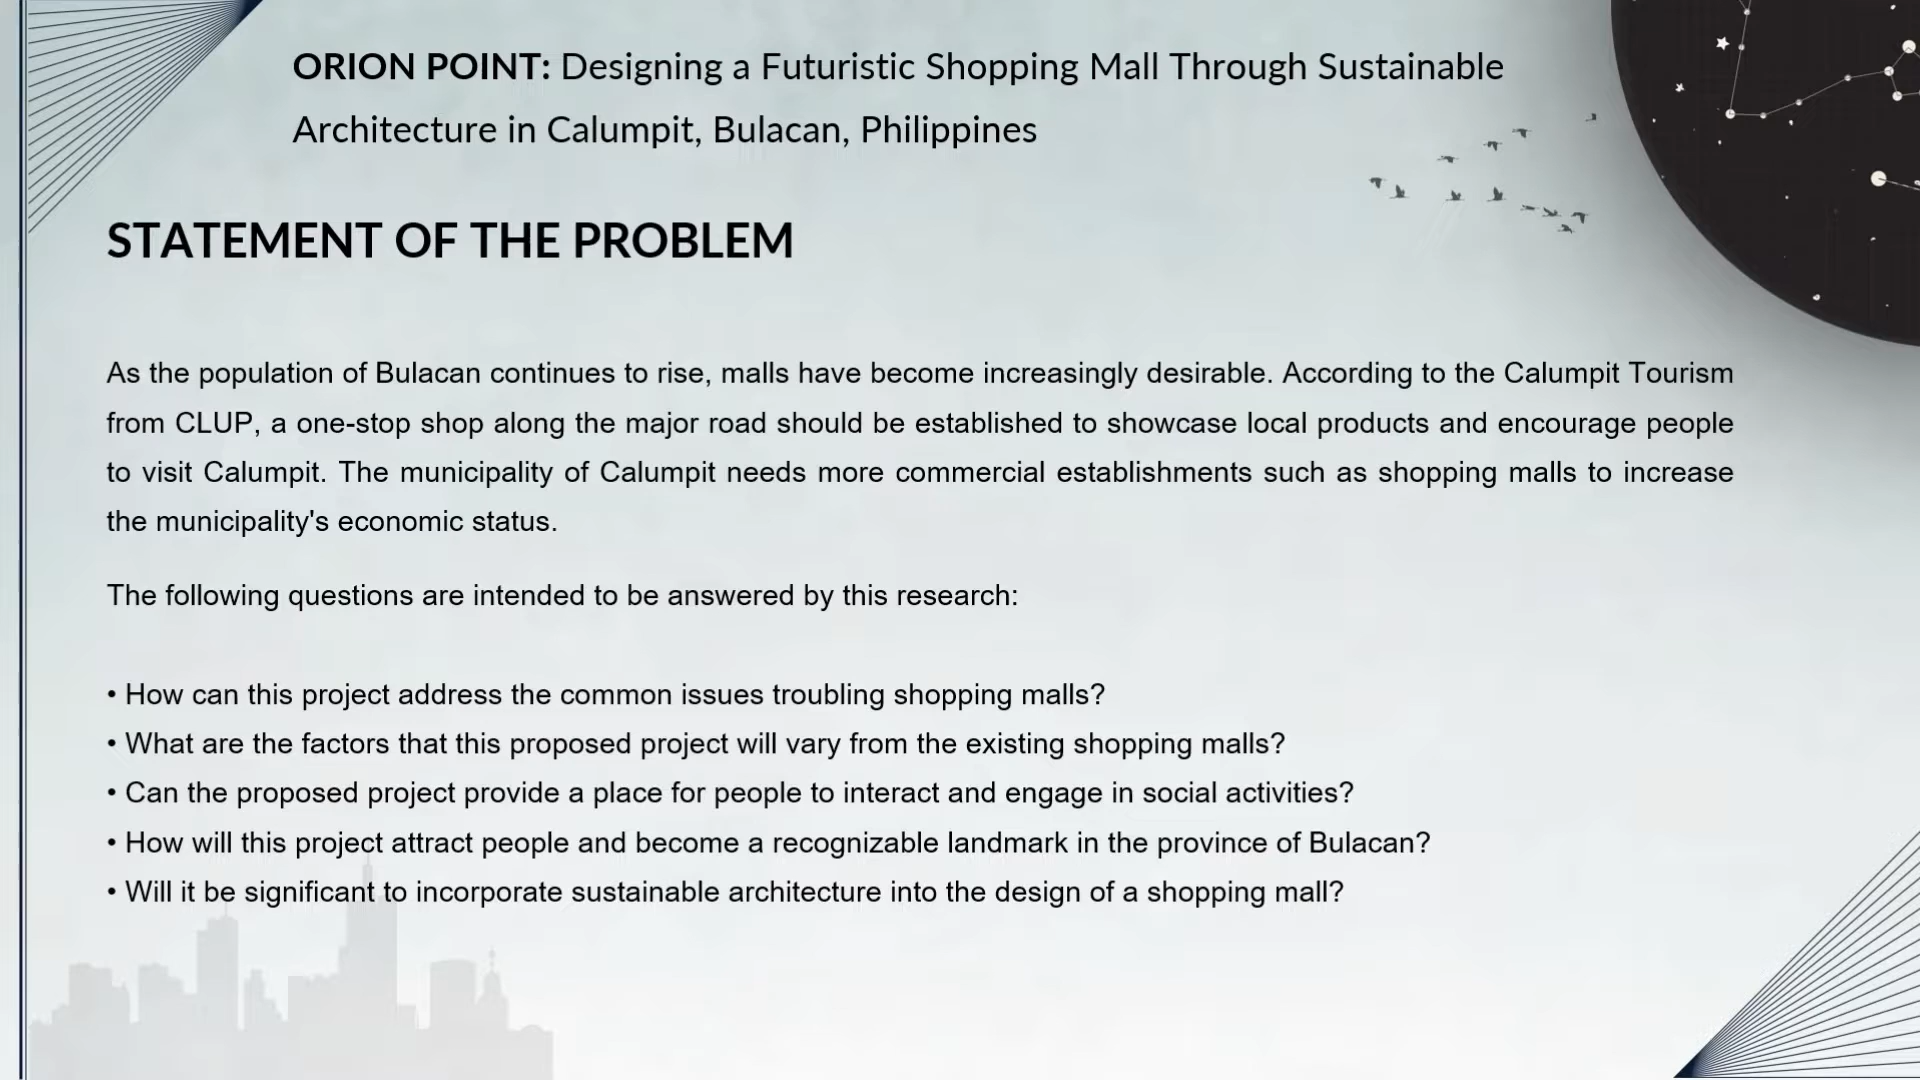 ORION POINT: Designing a Futuristic Shopping Mall Through Sustainable
Architecture in Calumpit, Bulacan, Philippines
STATEMENT OF THE PROBLEM
As the population of Bulacan continues to rise, malls have become increasingly desirable. According to the Calumpit Tourism
from CLUP, a one-stop shop along the major road should be established to showcase local products and encourage people
to visit Calumpit. The municipality of Calumpit needs more commercial establishments such as shopping malls to increase
the municipality's economic status.
The following questions are intended to be answered by this research:
• How can this project address the common issues troubling shopping malls?
• What are the factors that this proposed project will vary from the existing shopping malls?
• Can the proposed project provide a place for people to interact and engage in social activities?
• How will this project attract people and become a recognizable landmark in the province of Bulacan?
• Will it be significant to incorporate sustainable architecture into the design of a shopping mall?